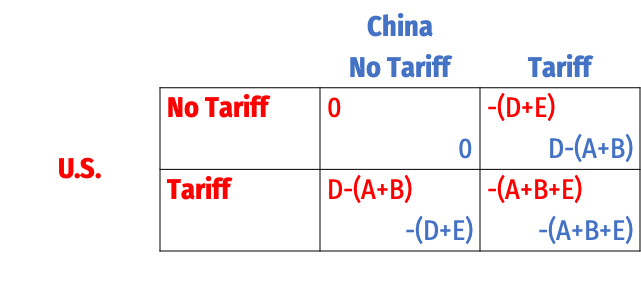 China
No Tariff Tariff
No Tariff 0 -(D+E)
0 D-(A+B)
U.S.
Tariff D-(A+B) -(A+B+E)
-(D+E) -(A+B+E)